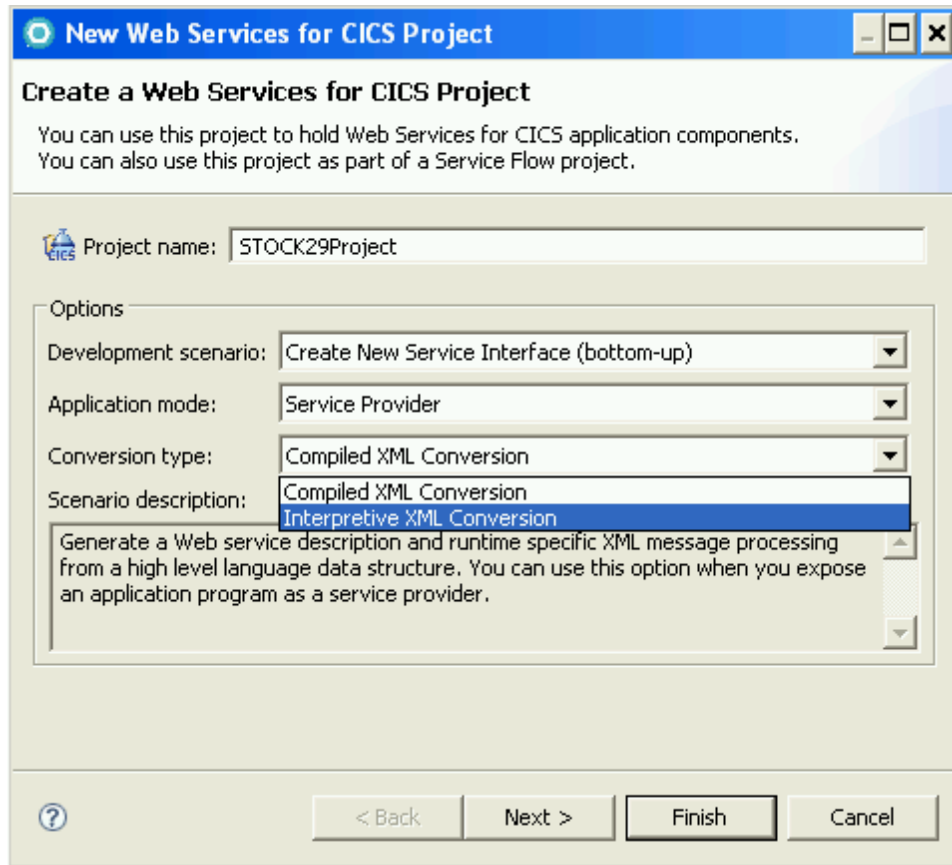 New Web Services for CICS Project
Create a Web Services for CICS Project
You can use this project to hold Web Services for CICS application components.
You can also use this project as part of a Service Flow project.
CICS
Project name: STOCK29Project
Options
Development scenario: Create New Service Interface (bottom-up)
Application mode: Service Provider
Conversion type: Compiled XML Conversion
Compiled XML Conversion
Scenario description:
Interpretive XML Conversion
Generate a Web service description and runtime specific XML message processing
from a high level language data structure. You can use this option when you expose
an application program as a service provider.
? < Back Next > Finish Cancel